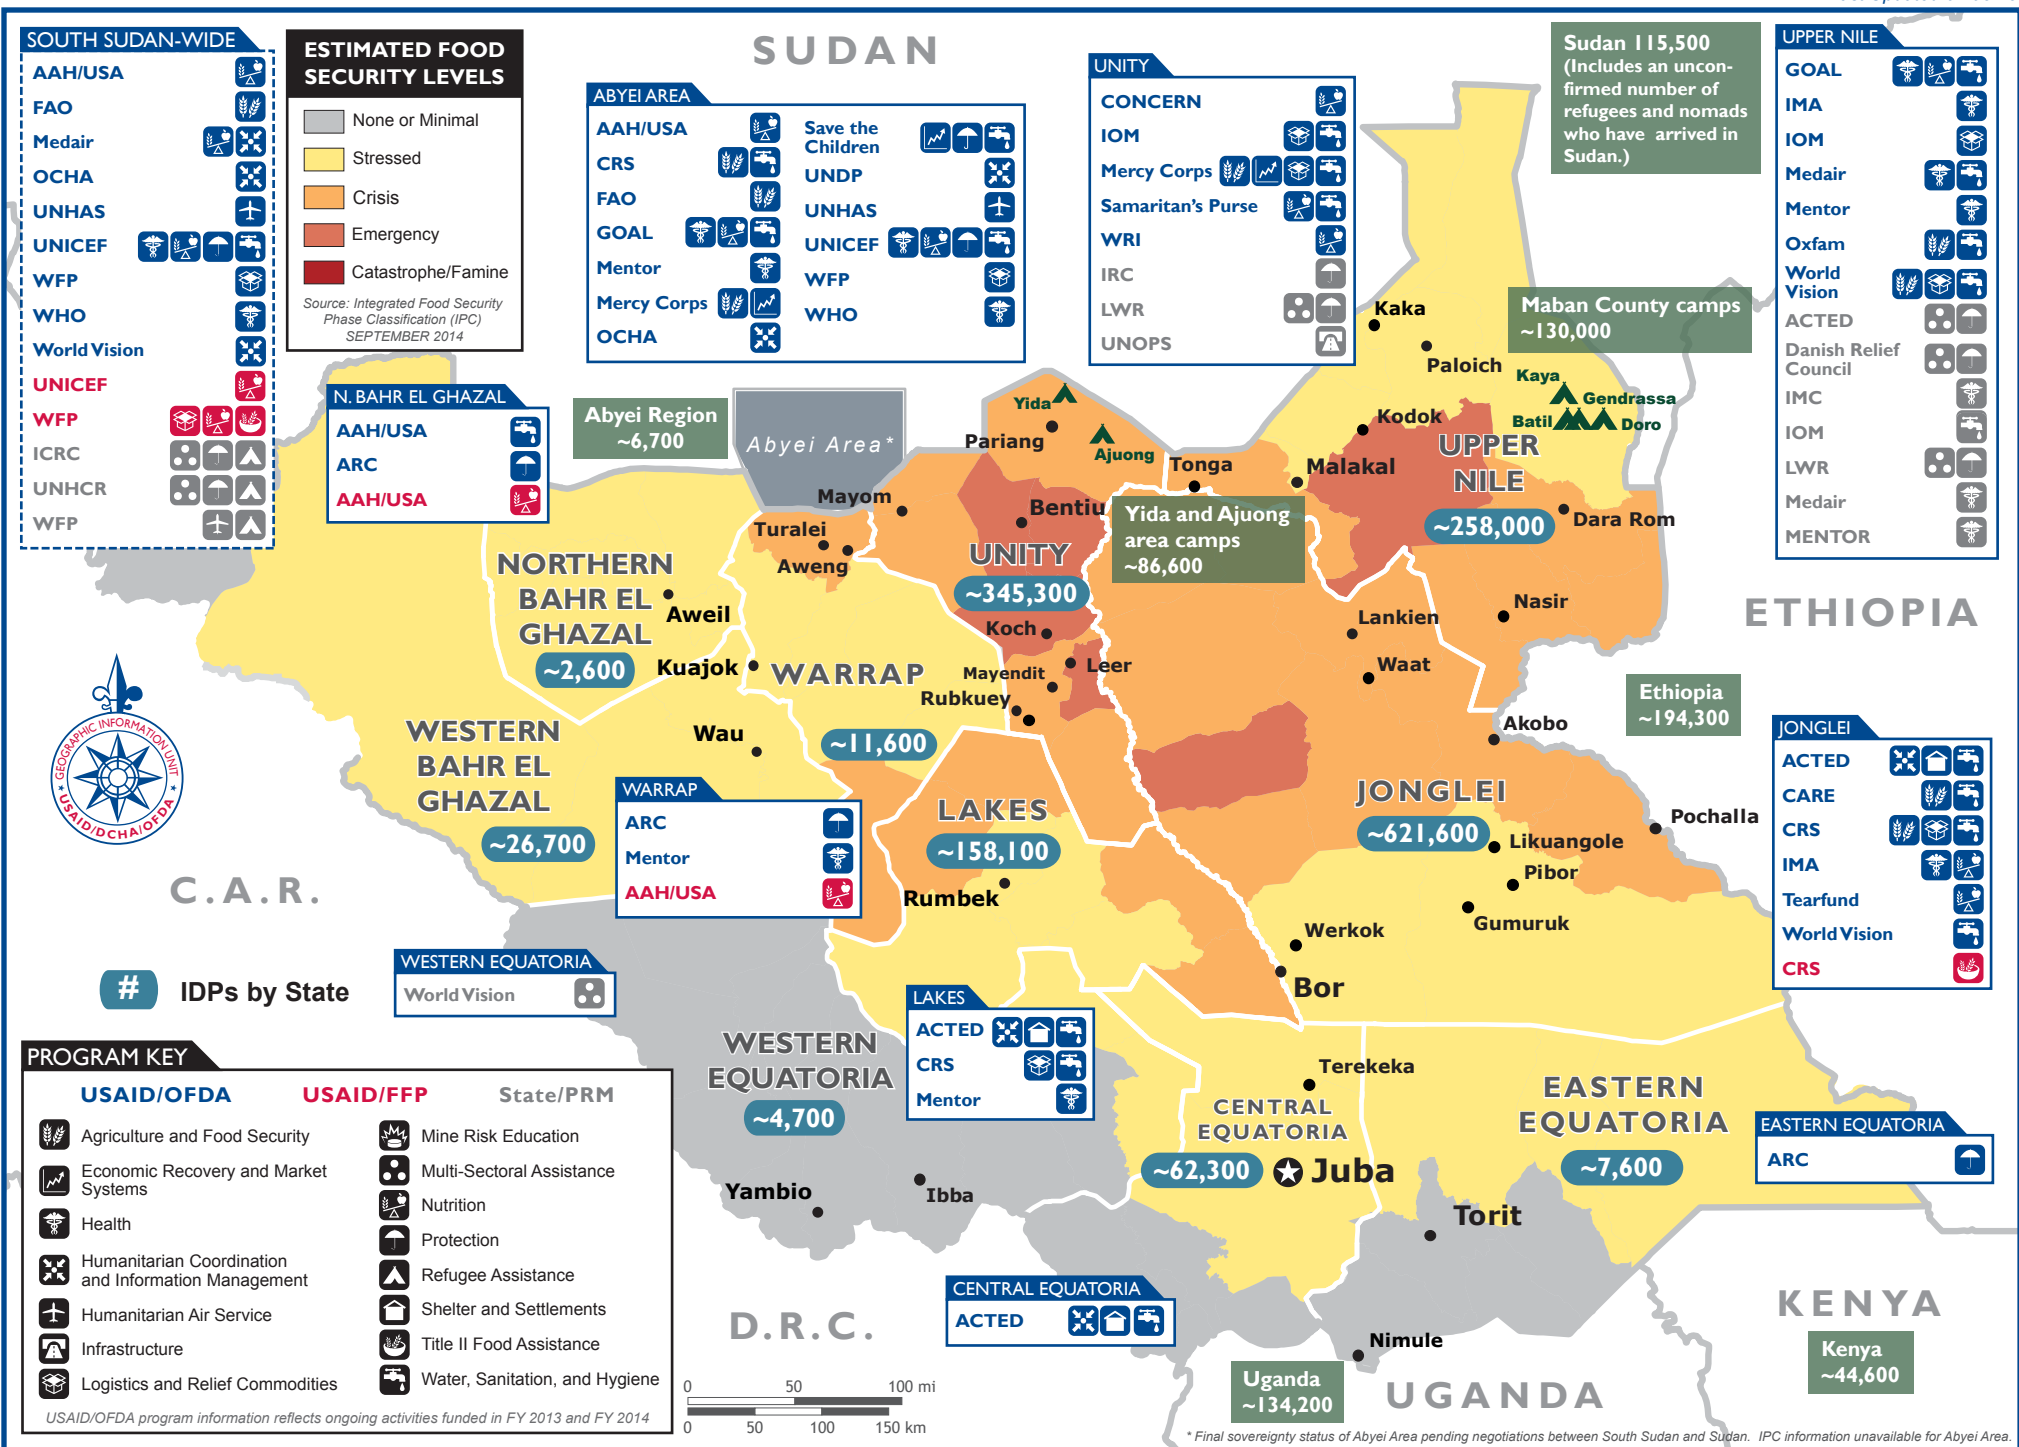 SOUTH SUDAN-WIDE
AAH/USA
FAO
Medair
OCHA
UNHAS
UNICEF
WFP
WHO
World Vision
UNICEF
WFP
ICRC
UNHCR
WFP
ESTIMATED FOOD
SECURITY LEVELS
None or Minimal
Stressed
Crisis
Emergency
Catastrophe/Famine
Source: Integrated Food Security
Phase Classification (IPC)
SEPTEMBER 2014
SUDAN
ABYEI AREA
AAH/USA
CRS
FAO
GOAL
Mentor
Mercy Corps
OCHA
Save the
Children
UNDP
UNHAS
UNICEF
WFP
WHO
UNITY
CONCERN
IOM
Mercy Corps
Samaritan's Purse
WRI
IRC
LWR
UNOPS
Sudan 115,500
(Includes an uncon-
firmed number of
refugees and nomads
who have arrived in
Sudan.)
UPPER NILE
GOAL
IMA
IOM
Medair
Mentor
Oxfam
World
Vision
ACTED
Danish Relief
Council
IMC
IOM
LWR
Medair
MENTOR
N. BAHR EL GHAZAL
AAH/USA
ARC
AAH/USA
Abyei Region
~6,700
Abyei Area*
Maban County camps
~130,000
Kaka
Paloich
Kaya
Gendrassa
Batil
Doro
Kodok
UPPER
NILE
~258,000
Malakal
Tonga
Dara Rom
Yida
Pariang
Ajuong
Yida and Ajuong
area camps
~86,600
Mayom
Bentiu
Turalei
Aweng
UNITY
~345,300
Koch
Leer
Mayendit
Rubkuey
NORTHERN
BAHR EL
GHAZAL
Aweil
~2,600
Kuajok
WARRAP
~11,600
Wau
WESTERN
BAHR EL
GHAZAL
~26,700
Lankien
Waat
Nasir
Akobo
ETHIOPIA
Ethiopia
~194,300
JONGLEI
ACTED
CARE
CRS
IMA
Tearfund
World Vision
CRS
JONGLEI
~621,600
Likuangole
Pochalla
Pibor
Gumuruk
Werkok
Bor
WARRAP
ARC
Mentor
AAH/USA
LAKES
~158,100
Rumbek
GEOGRAPHIC INFORMATION UNIT
USAID/DCHA/OFDA
C.A.R.
# IDPs by State
WESTERN EQUATORIA
World Vision
LAKES
ACTED
CRS
Mentor
WESTERN
EQUATORIA
~4,700
Yambio
Ibba
Terekeka
CENTRAL
EQUATORIA
~62,300
Juba
EASTERN
EQUATORIA
~7,600
Torit
EASTERN EQUATORIA
ARC
CENTRAL EQUATORIA
ACTED
Nimule
D.R.C.
UGANDA
Uganda
~134,200
KENYA
Kenya
~44,600
PROGRAM KEY
USAID/OFDA USAID/FFP State/PRM
Agriculture and Food Security
Economic Recovery and Market
Systems
Health
Humanitarian Coordination
and Information Management
Humanitarian Air Service
Infrastructure
Logistics and Relief Commodities
Mine Risk Education
Multi-Sectoral Assistance
Nutrition
Protection
Refugee Assistance
Shelter and Settlements
Title II Food Assistance
Water, Sanitation, and Hygiene
USAID/OFDA program information reflects ongoing activities funded in FY 2013 and FY 2014
0 50 100 mi
0 50 100 150 km
* Final sovereignty status of Abyei Area pending negotiations between South Sudan and Sudan. IPC information unavailable for Abyei Area.